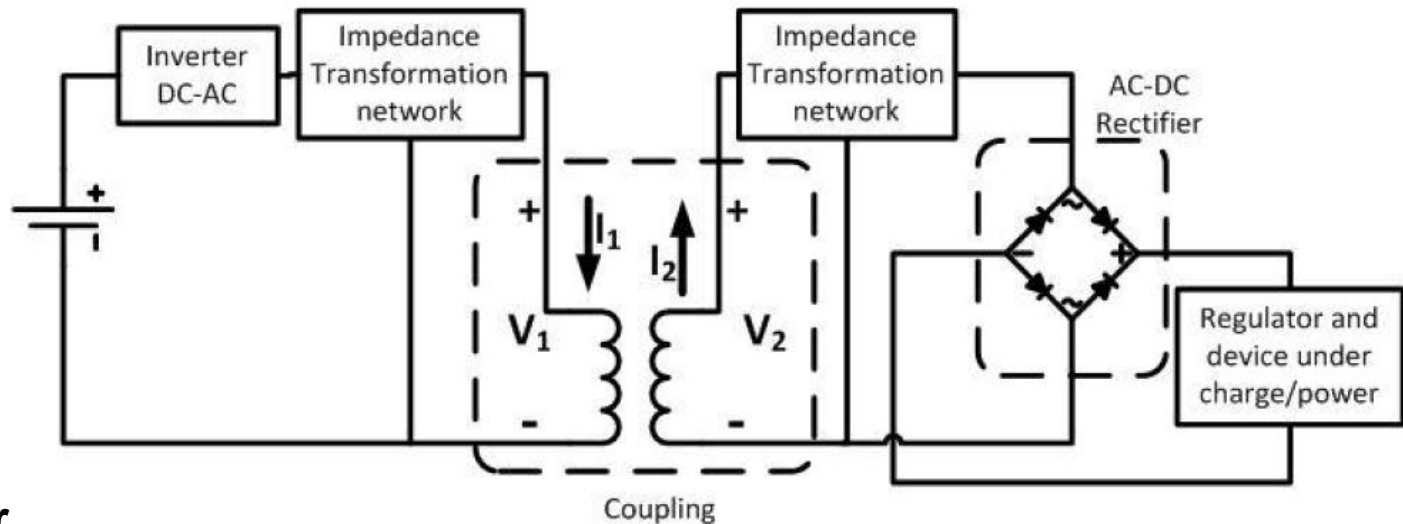 Inverter
DC-AC
Impedance
Transformation
network
Impedance
Transformation
network
AC-DC
Rectifier
+
-
+
I₁
I₂
+
V₁
V₂
-
-
~
-
+
~
Regulator and
device under
charge/power
Coupling
r